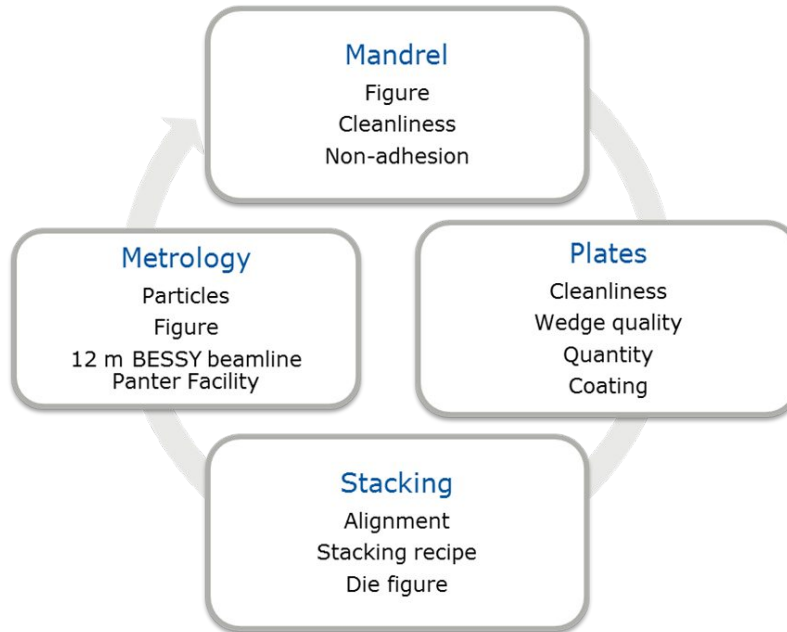 Mandrel
Figure
Cleanliness
Non-adhesion
Plates
Cleanliness
Wedge quality
Quantity
Coating
Stacking
Alignment
Stacking recipe
Die figure
Metrology
Particles
Figure
12 m BESSY beamline
Panter Facility